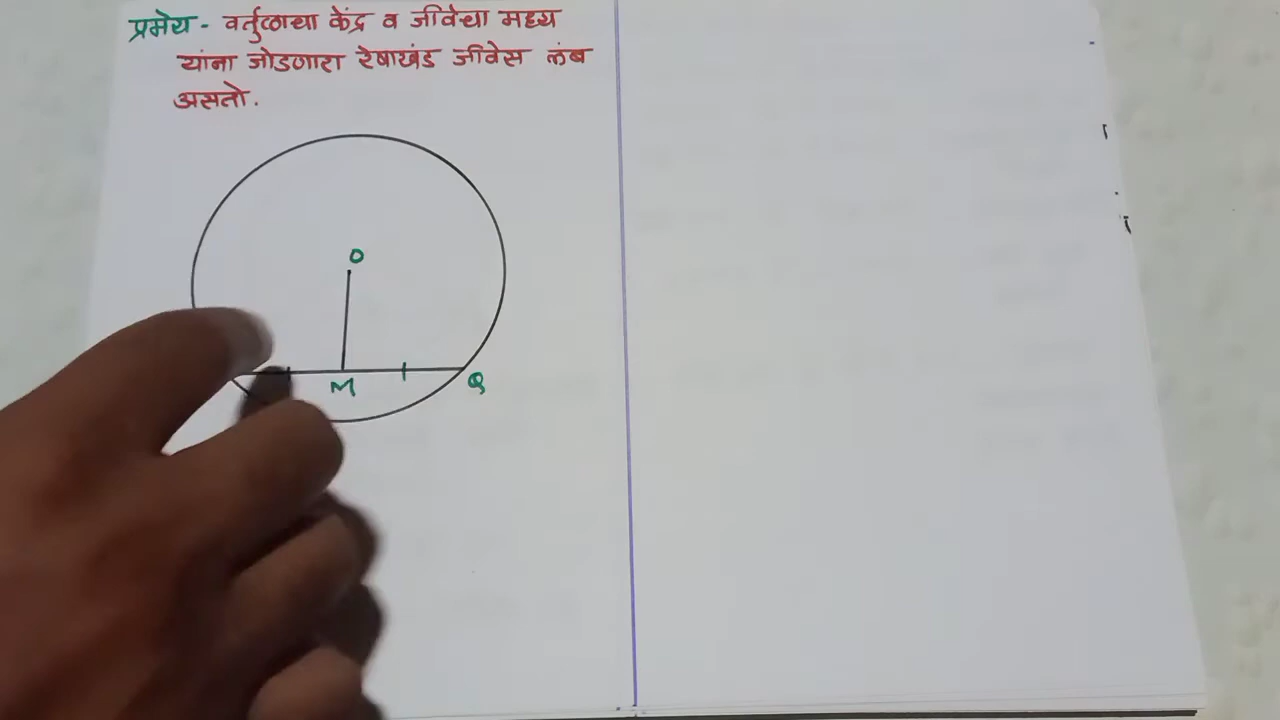 प्रमेय - वर्तुळाचा केंद्र व जीवेचा मध्य
यांना जोडणारा रेषाखंड जीवेस लंब
असतो.
O
M
Q